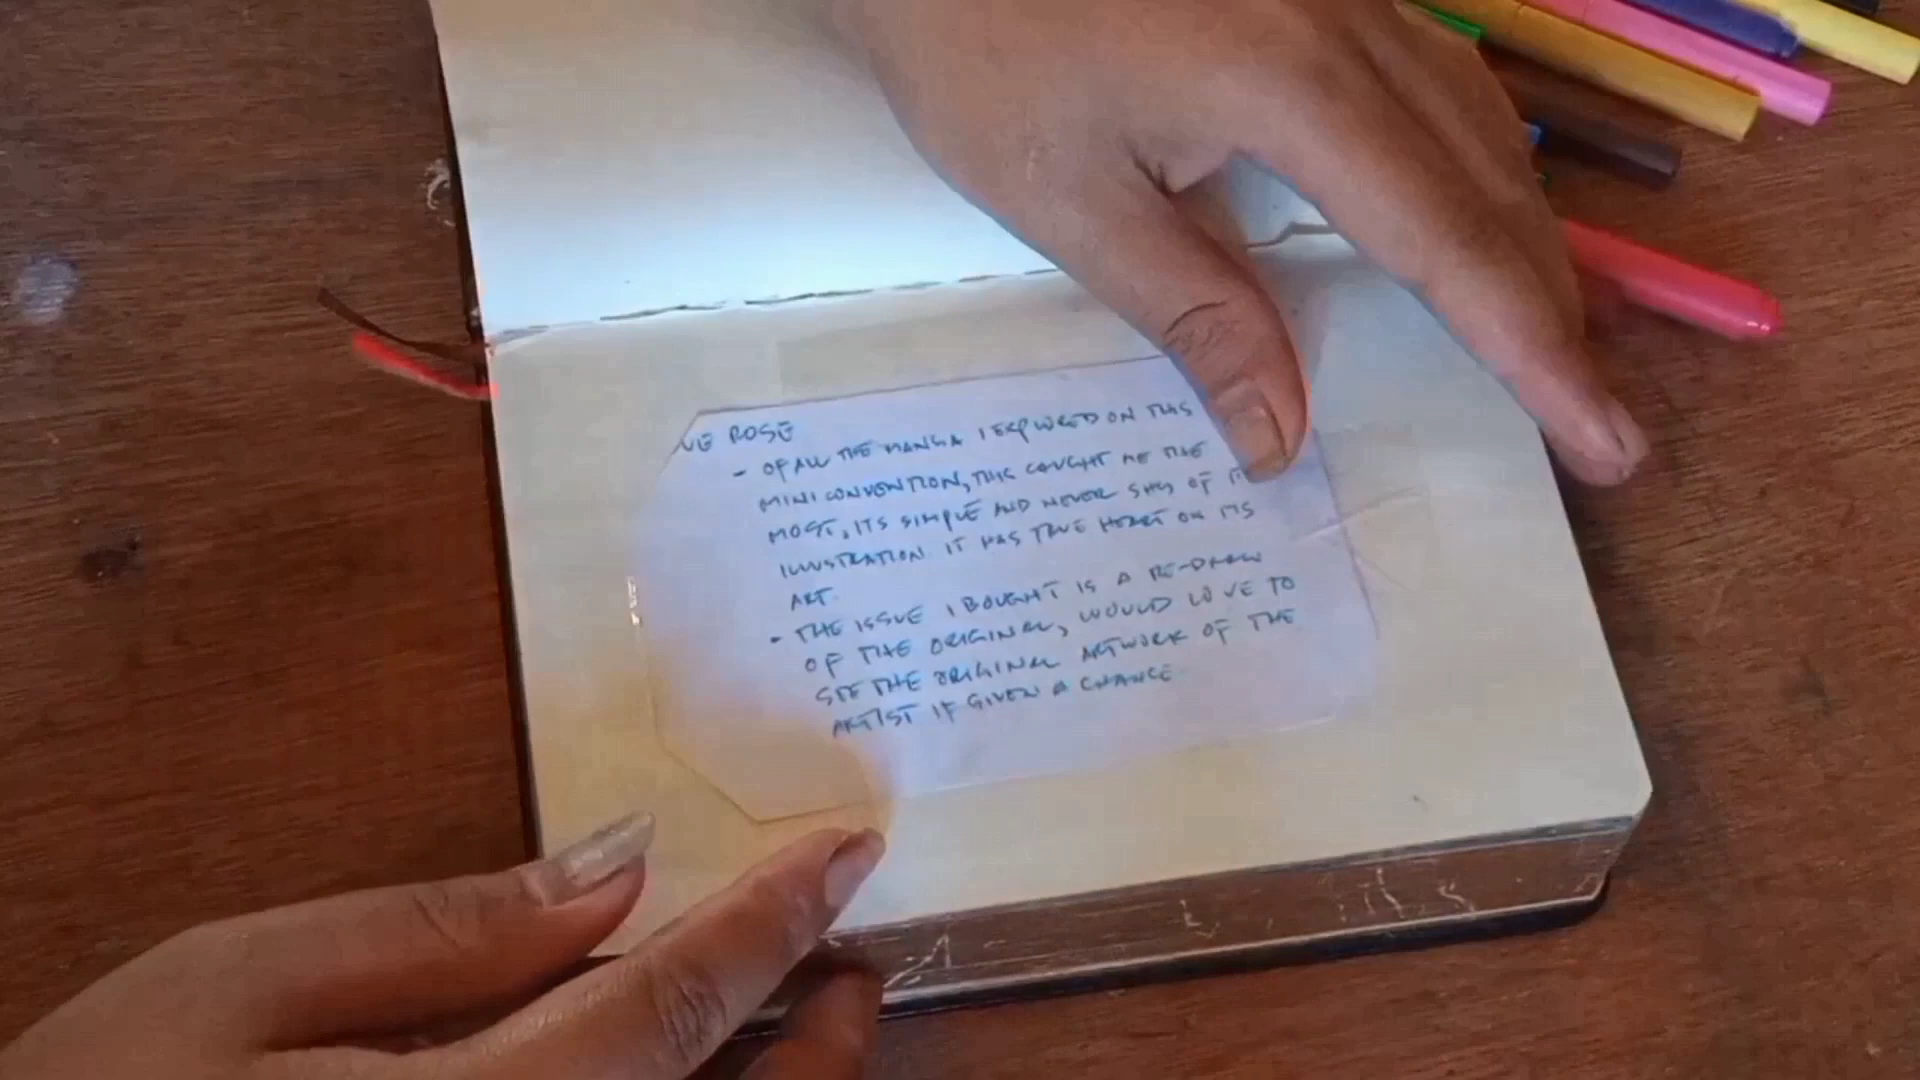 UE ROSE
- OF ALL THE MANGA I EXPLORED ON THIS
MINI CONVENTION, THIS CAUGHT ME THE
MOST, ITS SIMPLE AND NEVER SHY OF
ILLUSTRATION. IT HAS TRUE HEART ON ITS
ART.
- THE ISSUE I BOUGHT IS A RE-DRAW
OF THE ORIGINAL, WOULD LOVE TO
SEE THE ORIGINAL ARTWORK OF THE
ARTIST IF GIVEN A CHANCE